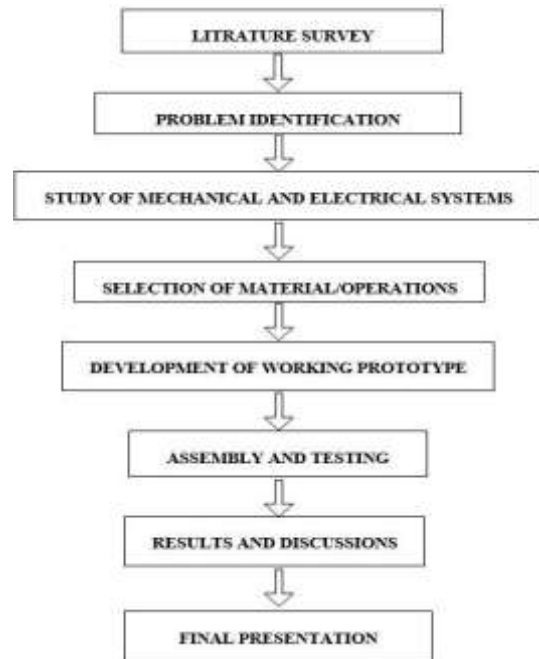 LITRATURE SURVEY
PROBLEM IDENTIFICATION
STUDY OF MECHANICAL AND ELECTRICAL SYSTEMS
SELECTION OF MATERIAL/OPERATIONS
DEVELOPMENT OF WORKING PROTOTYPE
ASSEMBLY AND TESTING
RESULTS AND DISCUSSIONS
FINAL PRESENTATION